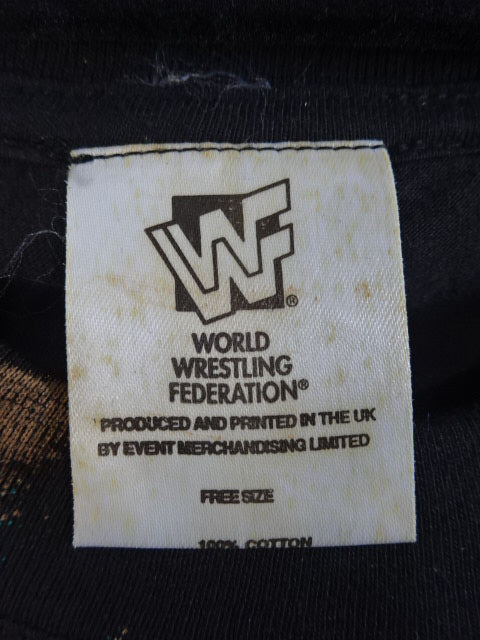 WF®
WORLD
WRESTLING
FEDERATION®
PRODUCED AND PRINTED IN THE UK
BY EVENT MERCHANDISING LIMITED
FREE SIZE
100% COTTON